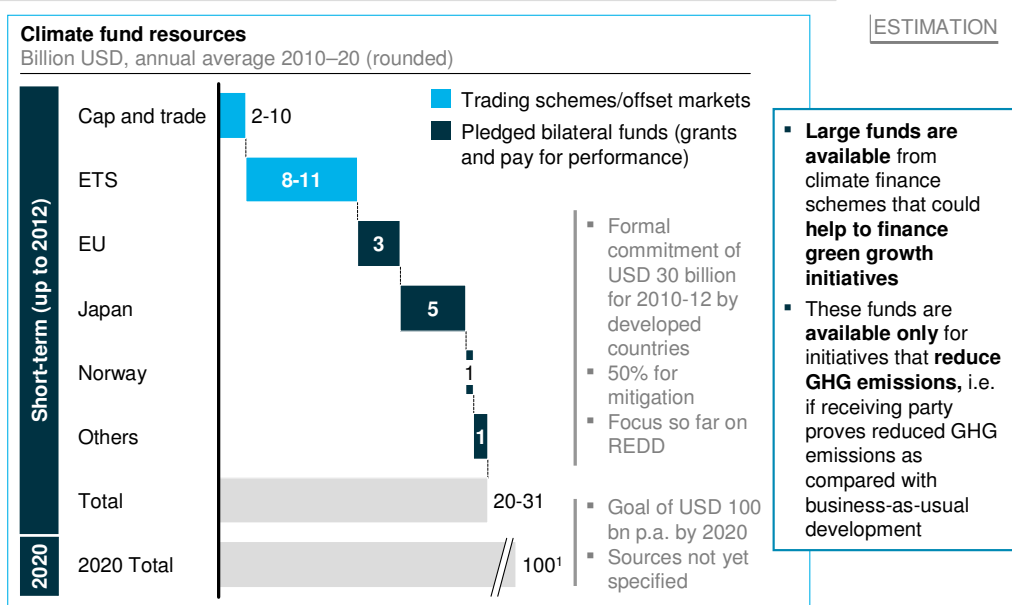 ESTIMATION
Climate fund resources
Billion USD, annual average 2010–20 (rounded)
Trading schemes/offset markets
Pledged bilateral funds (grants
and pay for performance)
Short-term (up to 2012)
Cap and trade
2-10
ETS
8-11
EU
3
Japan
5
Norway
1
Others
1
Total
20-31
2020
2020 Total
100¹
▪ Formal
commitment of
USD 30 billion
for 2010-12 by
developed
countries
▪ 50% for
mitigation
▪ Focus so far on
REDD
▪ Goal of USD 100
bn p.a. by 2020
▪ Sources not yet
specified
▪ Large funds are
available from
climate finance
schemes that could
help to finance
green growth
initiatives
▪ These funds are
available only for
initiatives that reduce
GHG emissions, i.e.
if receiving party
proves reduced GHG
emissions as
compared with
business-as-usual
development